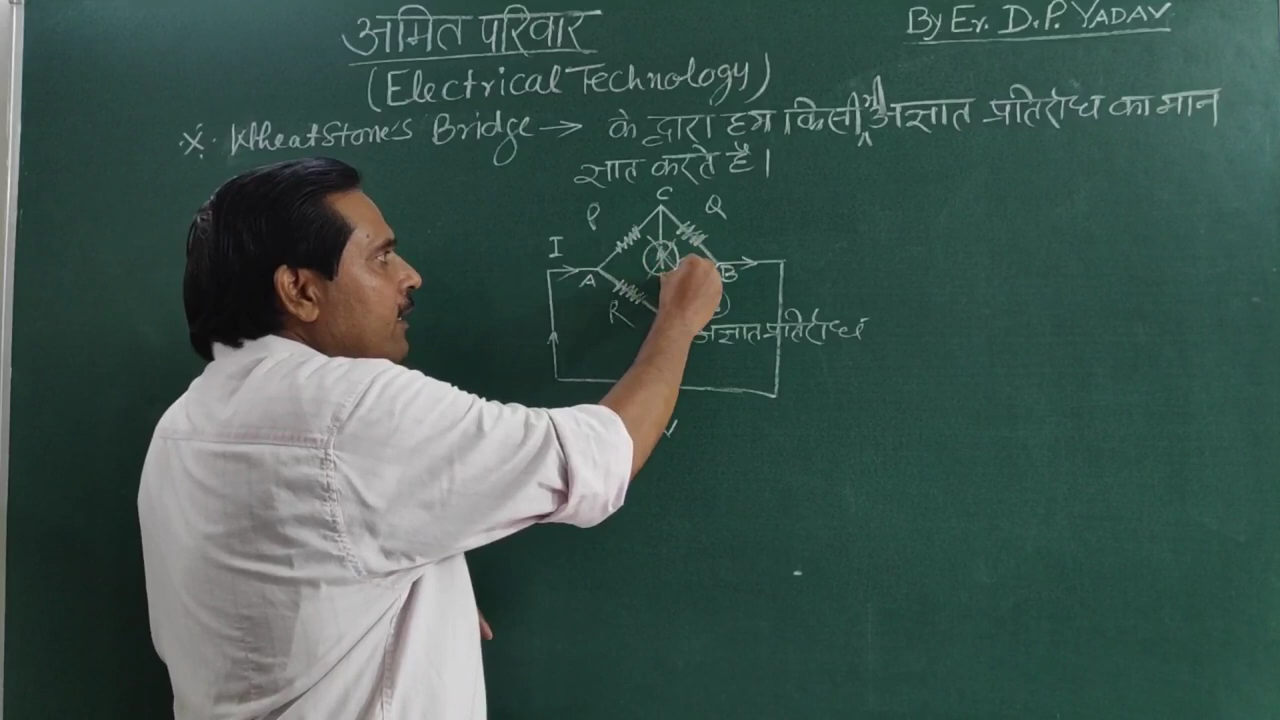 अमित परिवार
By Er. D.P. YADAV
(Electrical Technology)
※. Wheatstone's Bridge → के द्वारा हम किसी भी अज्ञात प्रतिरोध का मान
ज्ञात करते है।
C
P
Q
I
A
B
R
अज्ञात प्रतिरोध